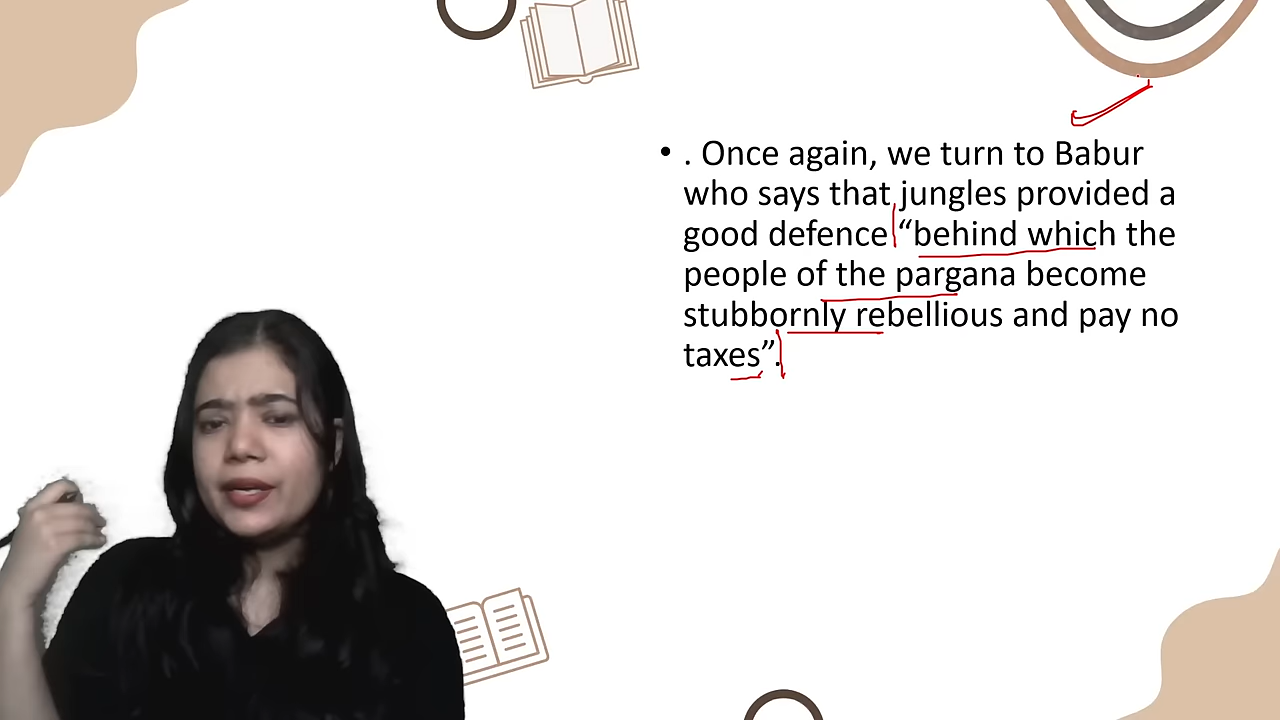 • . Once again, we turn to Babur
who says that jungles provided a
good defence “behind which the
people of the pargana become
stubbornly rebellious and pay no
taxes”.